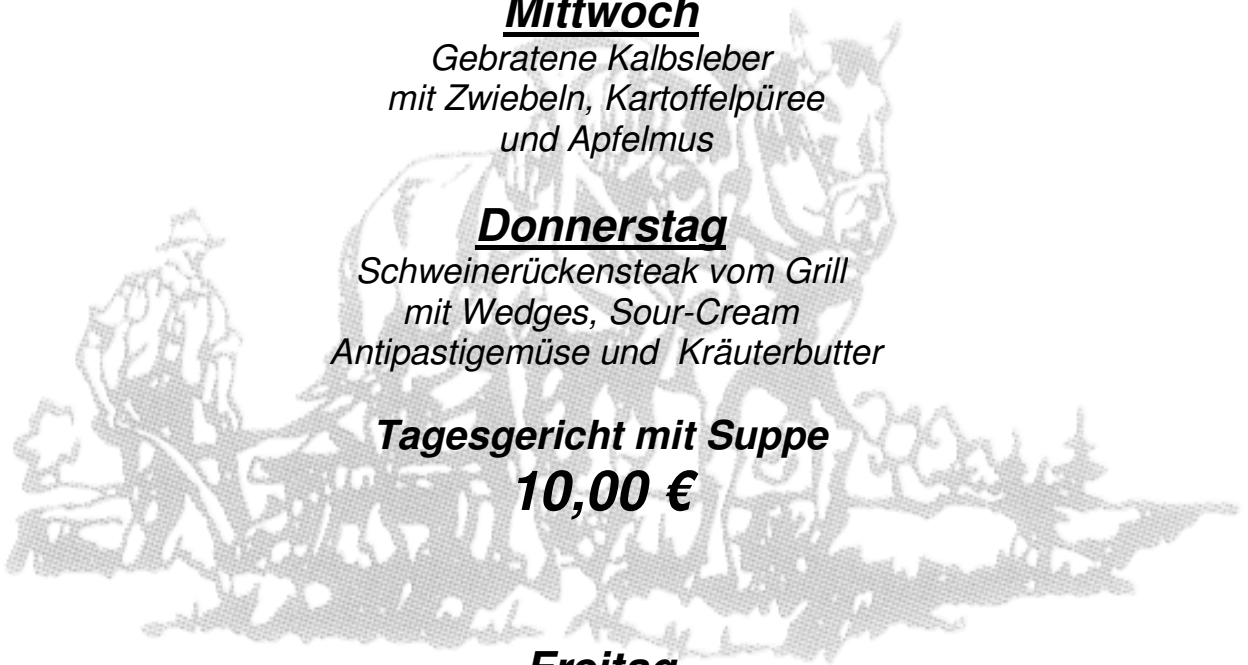 Mittwoch
Gebratene Kalbsleber
mit Zwiebeln, Kartoffelpüree
und Apfelmus
Donnerstag
Schweinerückensteak vom Grill
mit Wedges, Sour-Cream
Antipastigemüse und  Kräuterbutter
Tagesgericht mit Suppe
10,00 €
Freitag